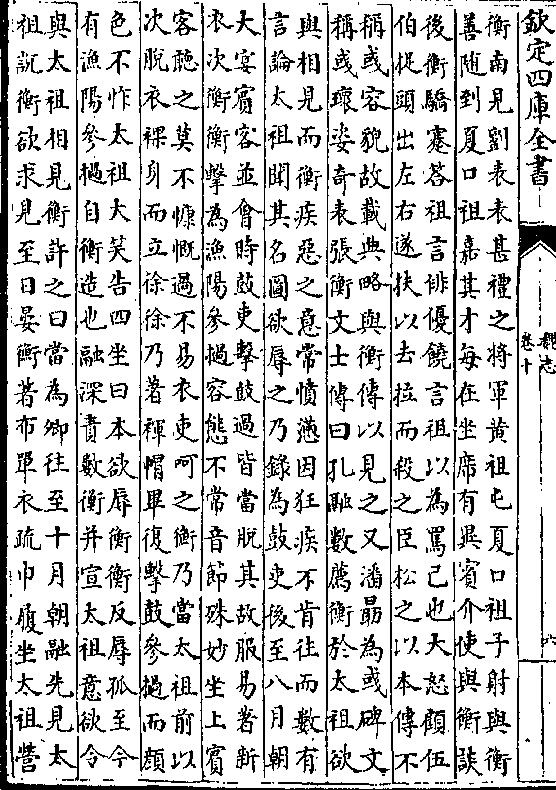 欽定四庫全書
魏志
卷十
六
衡南見劉表表甚禮之將軍黄祖屯夏口祖子射與衡
善隨到夏口祖嘉其才每在坐席有異賓介使與衡談
後衡驕蹇答祖言俳優饒言祖以為罵己也大怒顧伍
伯捉頭出左右遂扶以去拉而殺之臣松之以本傳不
稱或容貌故載典略與衡傳以見之又潘勗為或碑文
稱或瓌姿奇表張衡文士傳曰孔融數薦衡於太祖欲
與相見而衡疾惡之意常憤懣因狂疾不肯往而數有
言論太祖聞其名圖欲辱之乃錄為鼓吏後至八月朝
大宴賓客並會時鼓吏擊鼓過皆當脱其故服易著新
衣次衡衡擊為漁陽參撾容態不常音節殊妙坐上賓
客聽之莫不慷慨過不易衣吏呵之衡乃當太祖前以
次脱衣裸身而立徐徐乃著褌帽畢復擊鼓參撾而顔
色不怍太祖大笑告四坐曰本欲辱衡衡反辱孤至今
有漁陽參撾自衡造也融深責數衡并宣太祖意欲令
與太祖相見衡許之曰當為卿往至十月朝融先見太
祖説衡欲求見至日晏衡著布單衣疏巾履坐太祖營